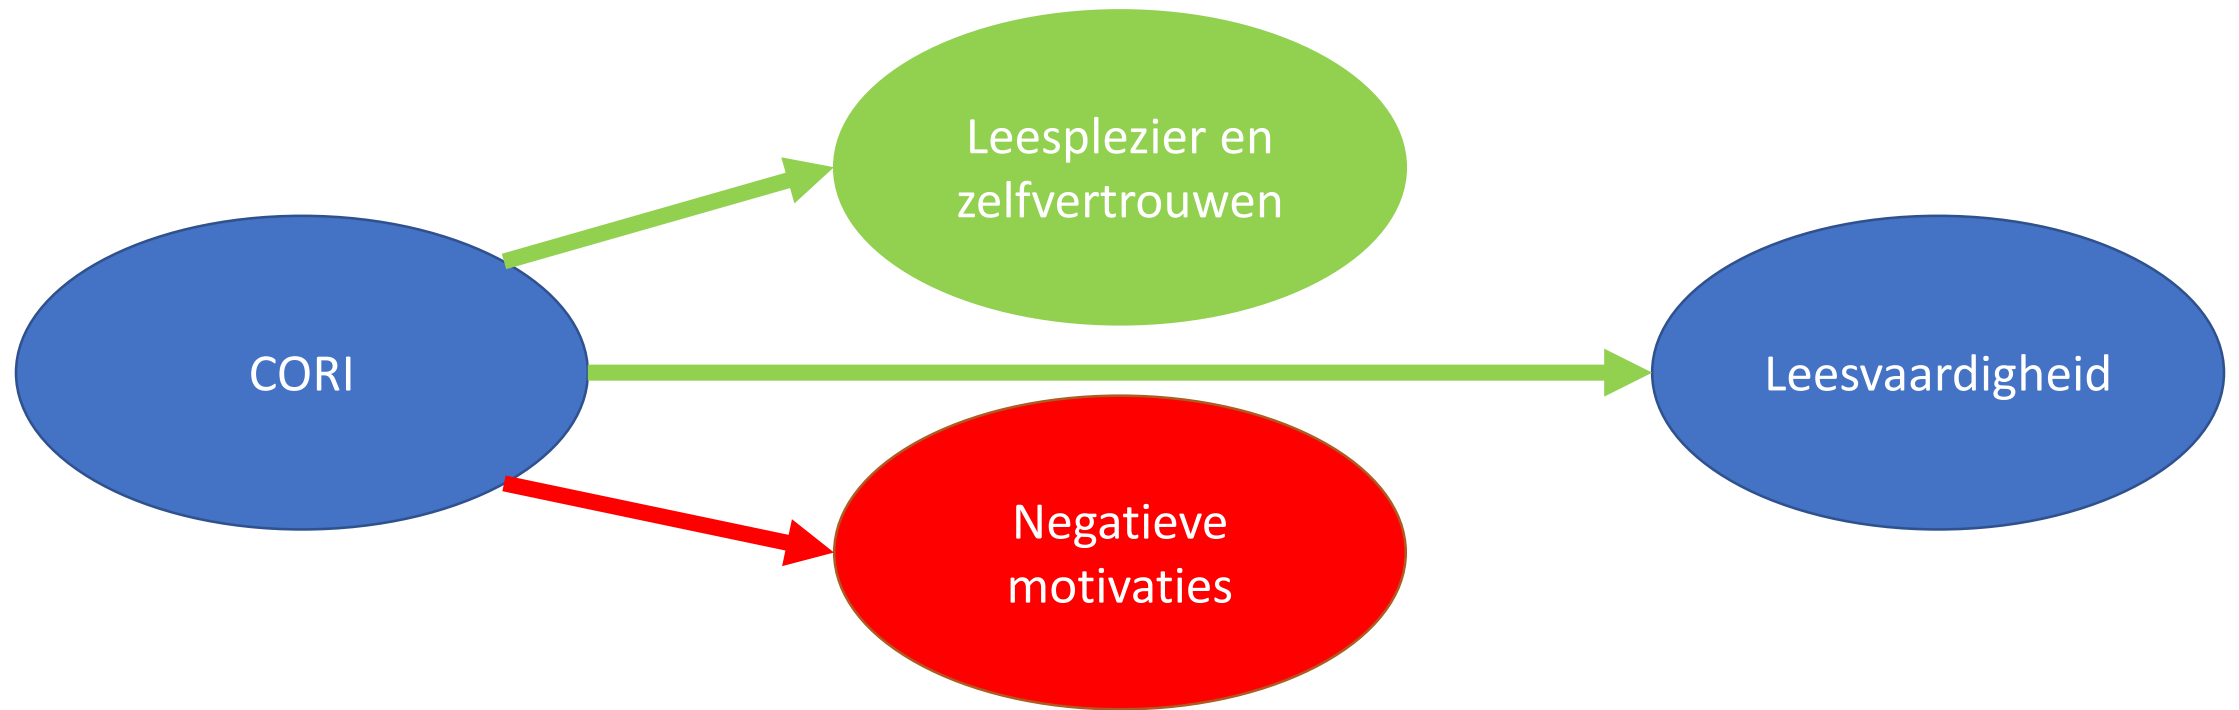 Leesplezier en
zelfvertrouwen
CORI
Leesvaardigheid
Negatieve
motivaties